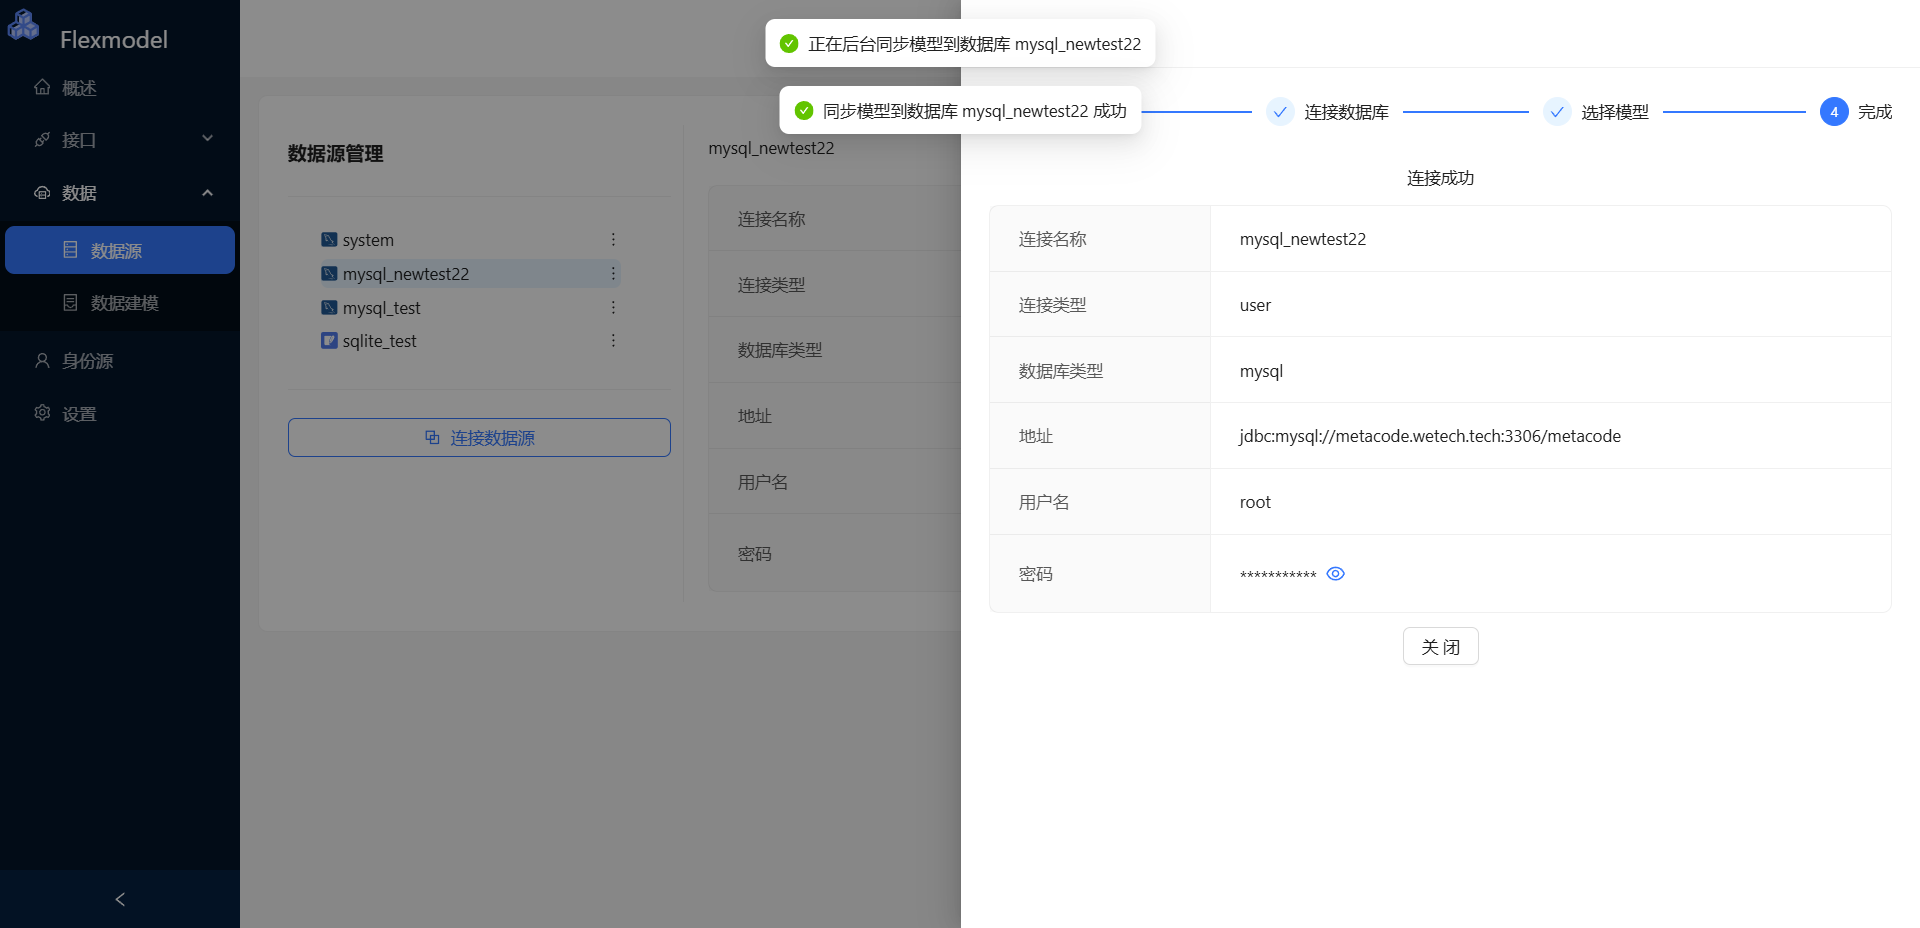 Flexmodel
概述
接口
数据
数据源
数据建模
身份源
设置
数据源管理
system
mysql_newtest22
mysql_test
sqlite_test
连接数据源
mysql_newtest22
连接名称
连接类型
数据库类型
地址
用户名
密码
正在后台同步模型到数据库 mysql_newtest22
同步模型到数据库 mysql_newtest22 成功
连接数据库
选择模型
4 完成
连接成功
连接名称 mysql_newtest22
连接类型 user
数据库类型 mysql
地址 jdbc:mysql://metacode.wetech.tech:3306/metacode
用户名 root
密码 ***********
关 闭